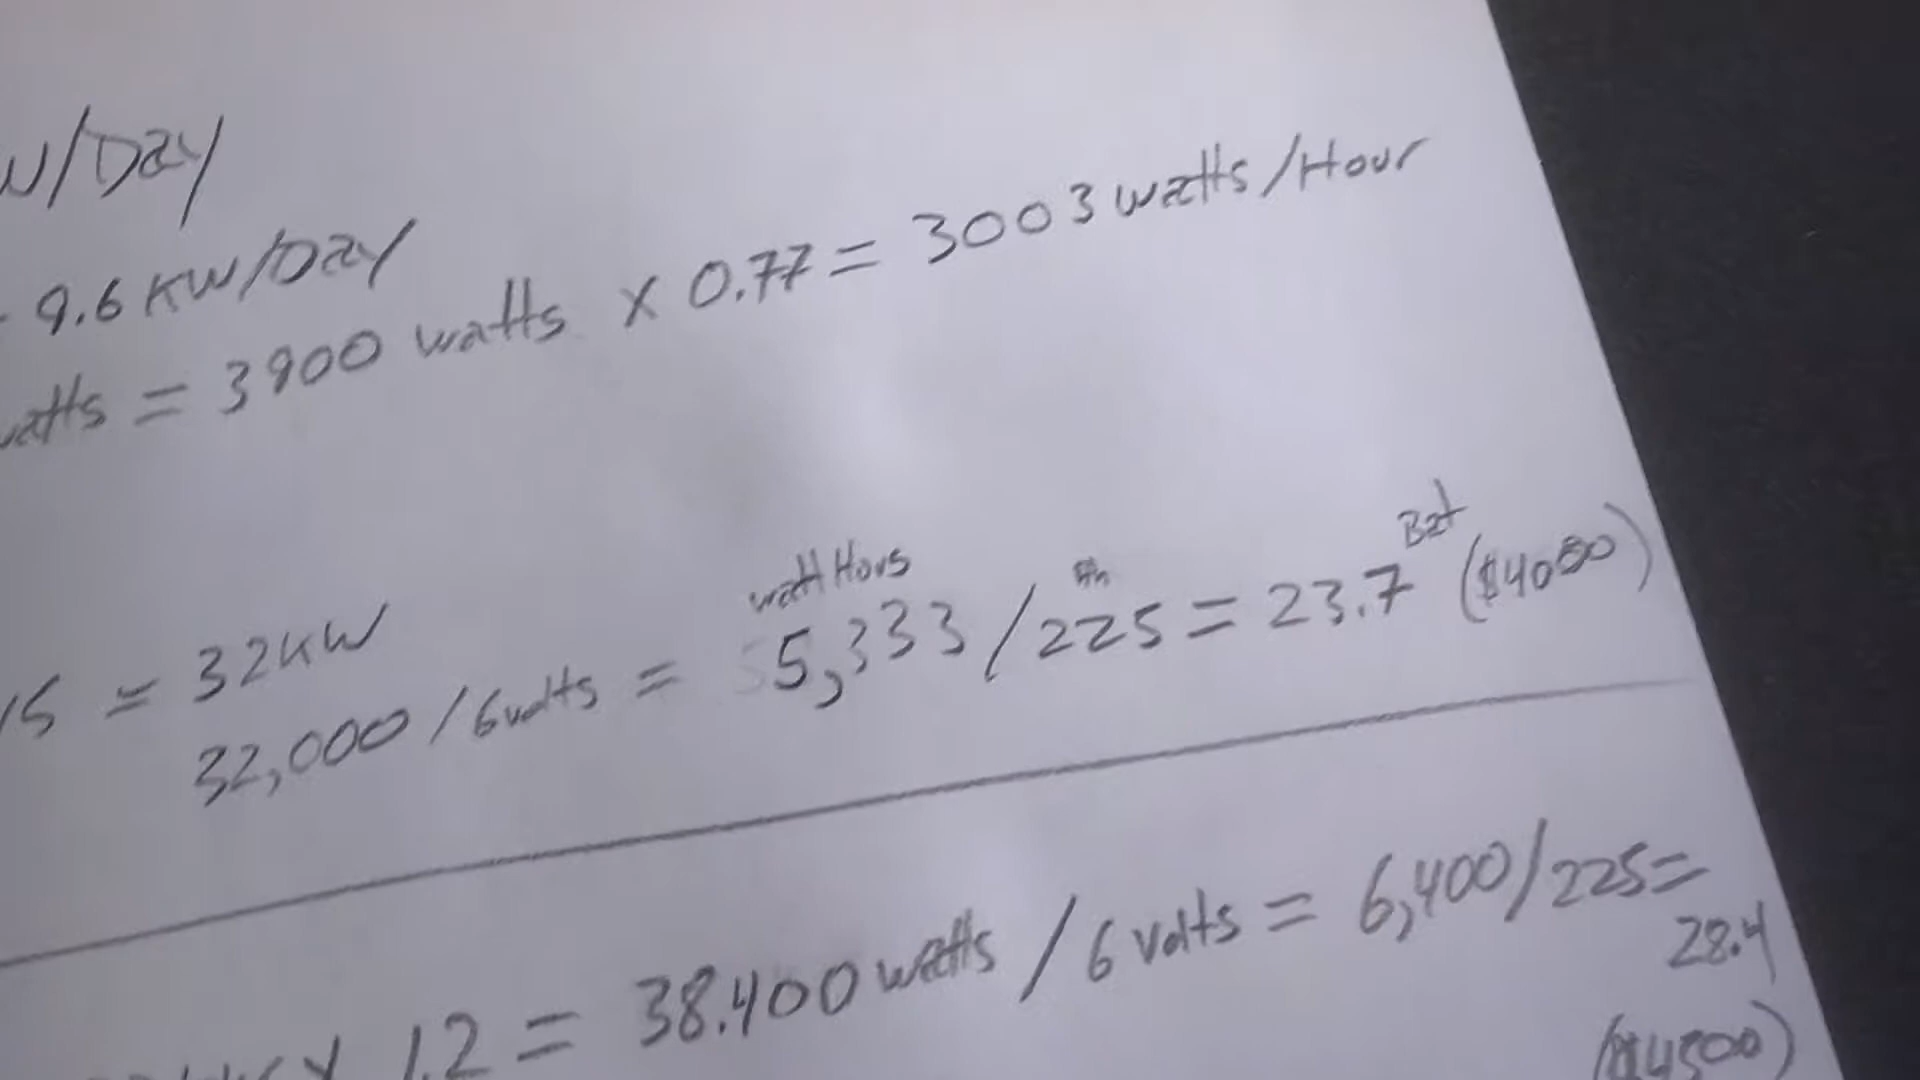 W/Day
9.6 KW/Day
watts = 3900 watts x 0.77 = 3003 watts/Hour
Bat
watt Hours Ah
15 = 32KW
32,000/6volts = 5,333/225 = 23.7 ($4000)
1.2 = 38.400 watts / 6 volts = 6,400/225=
28.4
($4500)